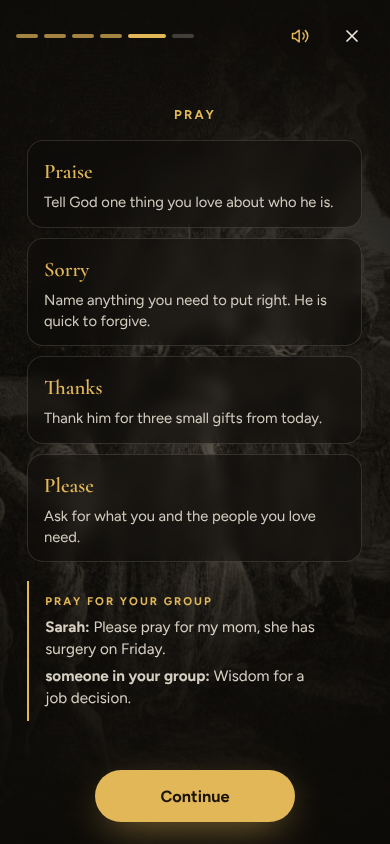 PRAY
Praise
Tell God one thing you love about who he is.
Sorry
Name anything you need to put right. He is
quick to forgive.
Thanks
Thank him for three small gifts from today.
Please
Ask for what you and the people you love
need.
PRAY FOR YOUR GROUP
Sarah: Please pray for my mom, she has
surgery on Friday.
someone in your group: Wisdom for a
job decision.
Continue